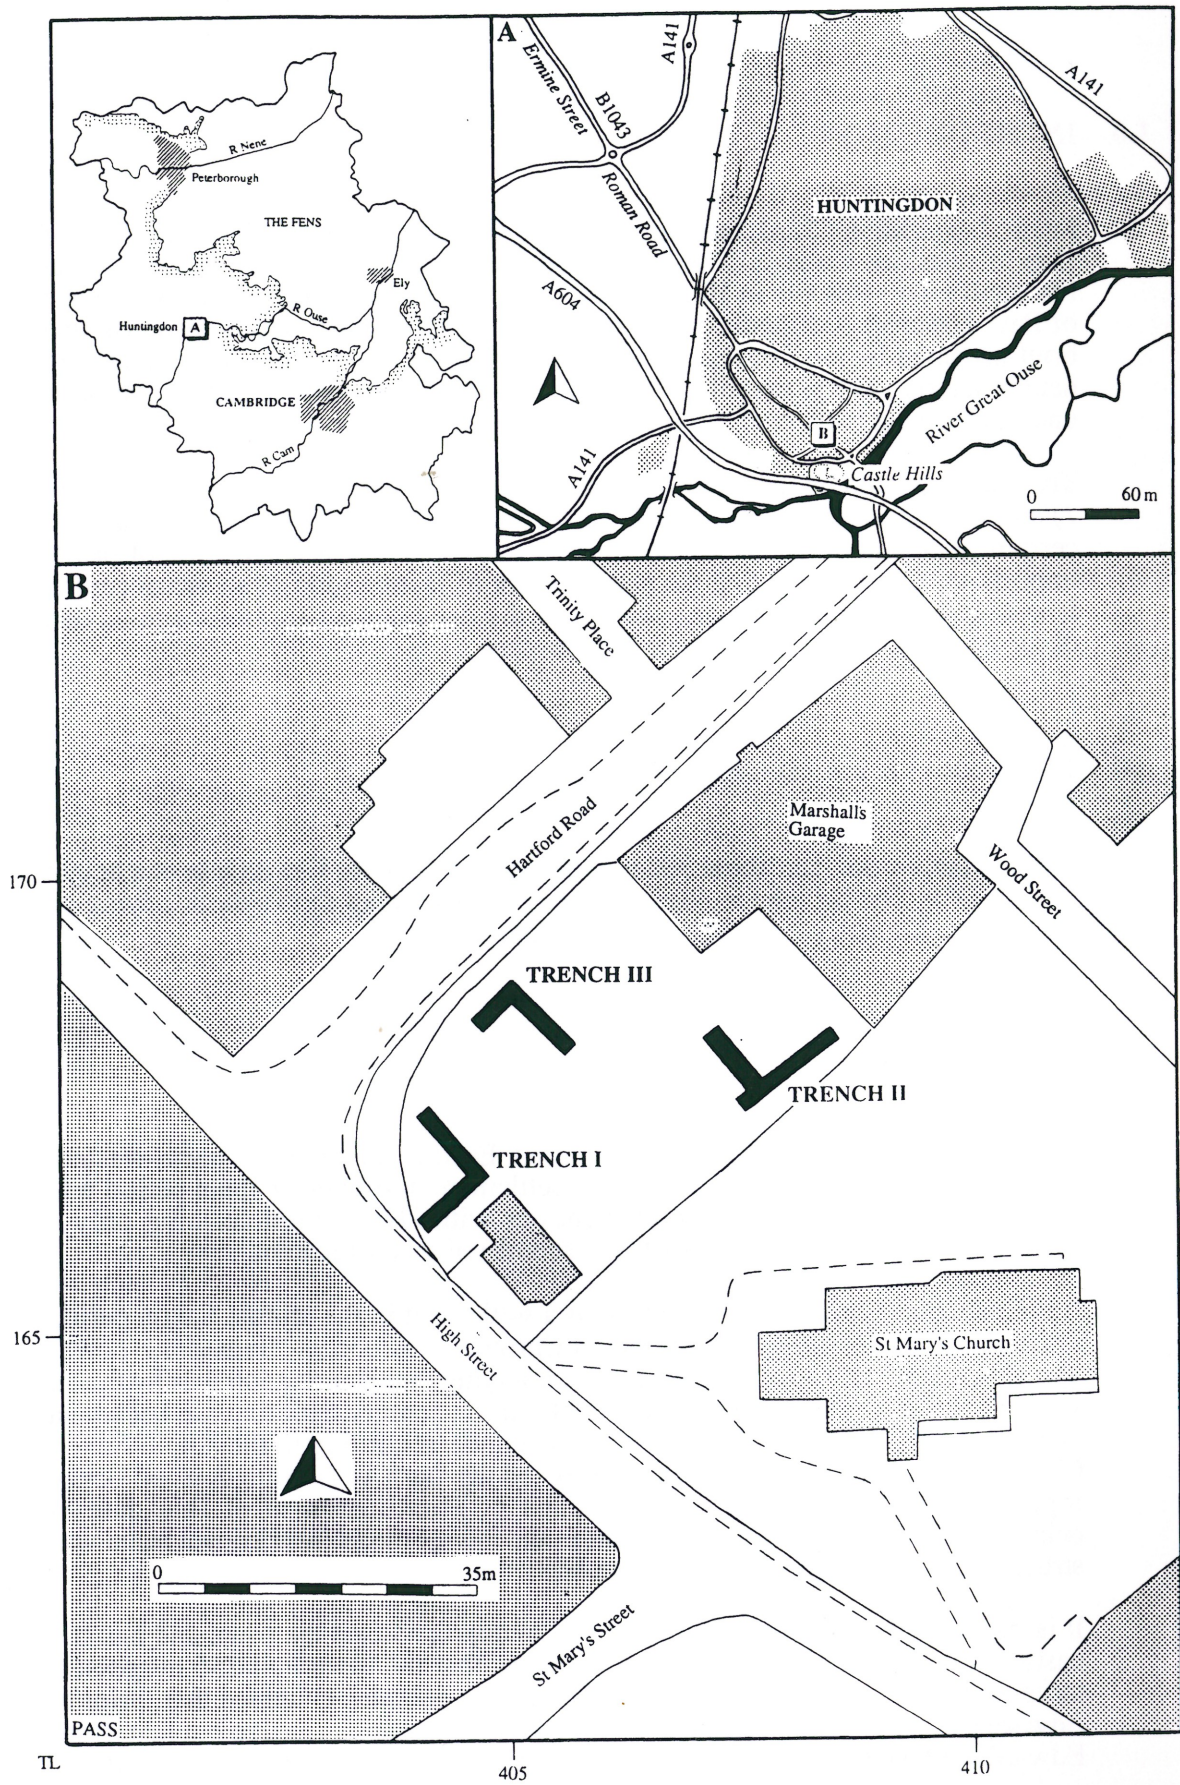 R Nene
Peterborough
THE FENS
Ely
R Ouse
Huntingdon
A
CAMBRIDGE
R Cam
A
Ermine Street
B1043
A141
A141
Roman Road
HUNTINGDON
A604
River Great Ouse
B
A141
Castle Hills
0 60 m
B
Trinity Place
Hartford Road
Marshall's
Garage
Wood Street
170
TRENCH III
TRENCH II
TRENCH I
165
High Street
St Mary's Church
0 35m
St Mary's Street
PASS
TL
405
410